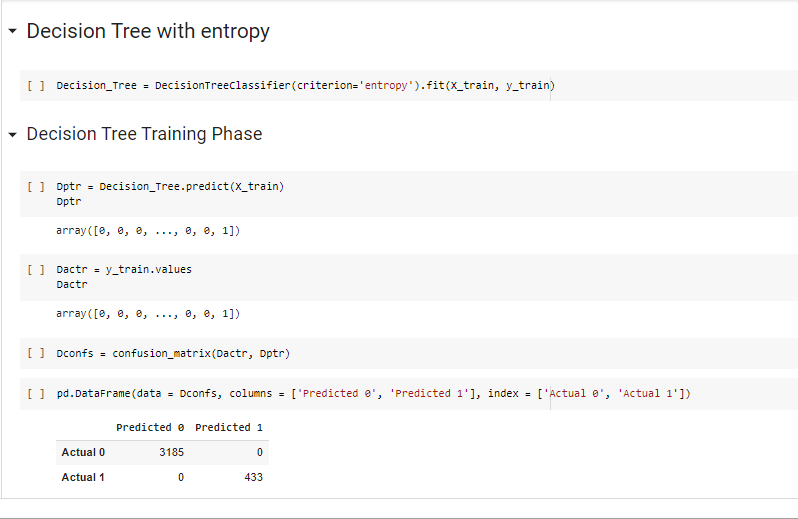 Decision Tree with entropy
[ ] Decision_Tree = DecisionTreeClassifier(criterion='entropy').fit(X_train, y_train)
Decision Tree Training Phase
[ ] Dptr = Decision_Tree.predict(X_train)
Dptr
array([0, 0, 0, ..., 0, 0, 1])
[ ] Dactr = y_train.values
Dactr
array([0, 0, 0, ..., 0, 0, 1])
[ ] Dconfs = confusion_matrix(Dactr, Dptr)
[ ] pd.DataFrame(data = Dconfs, columns = ['Predicted 0', 'Predicted 1'], index = ['Actual 0', 'Actual 1'])
Predicted 0 Predicted 1
Actual 0 3185 0
Actual 1 0 433